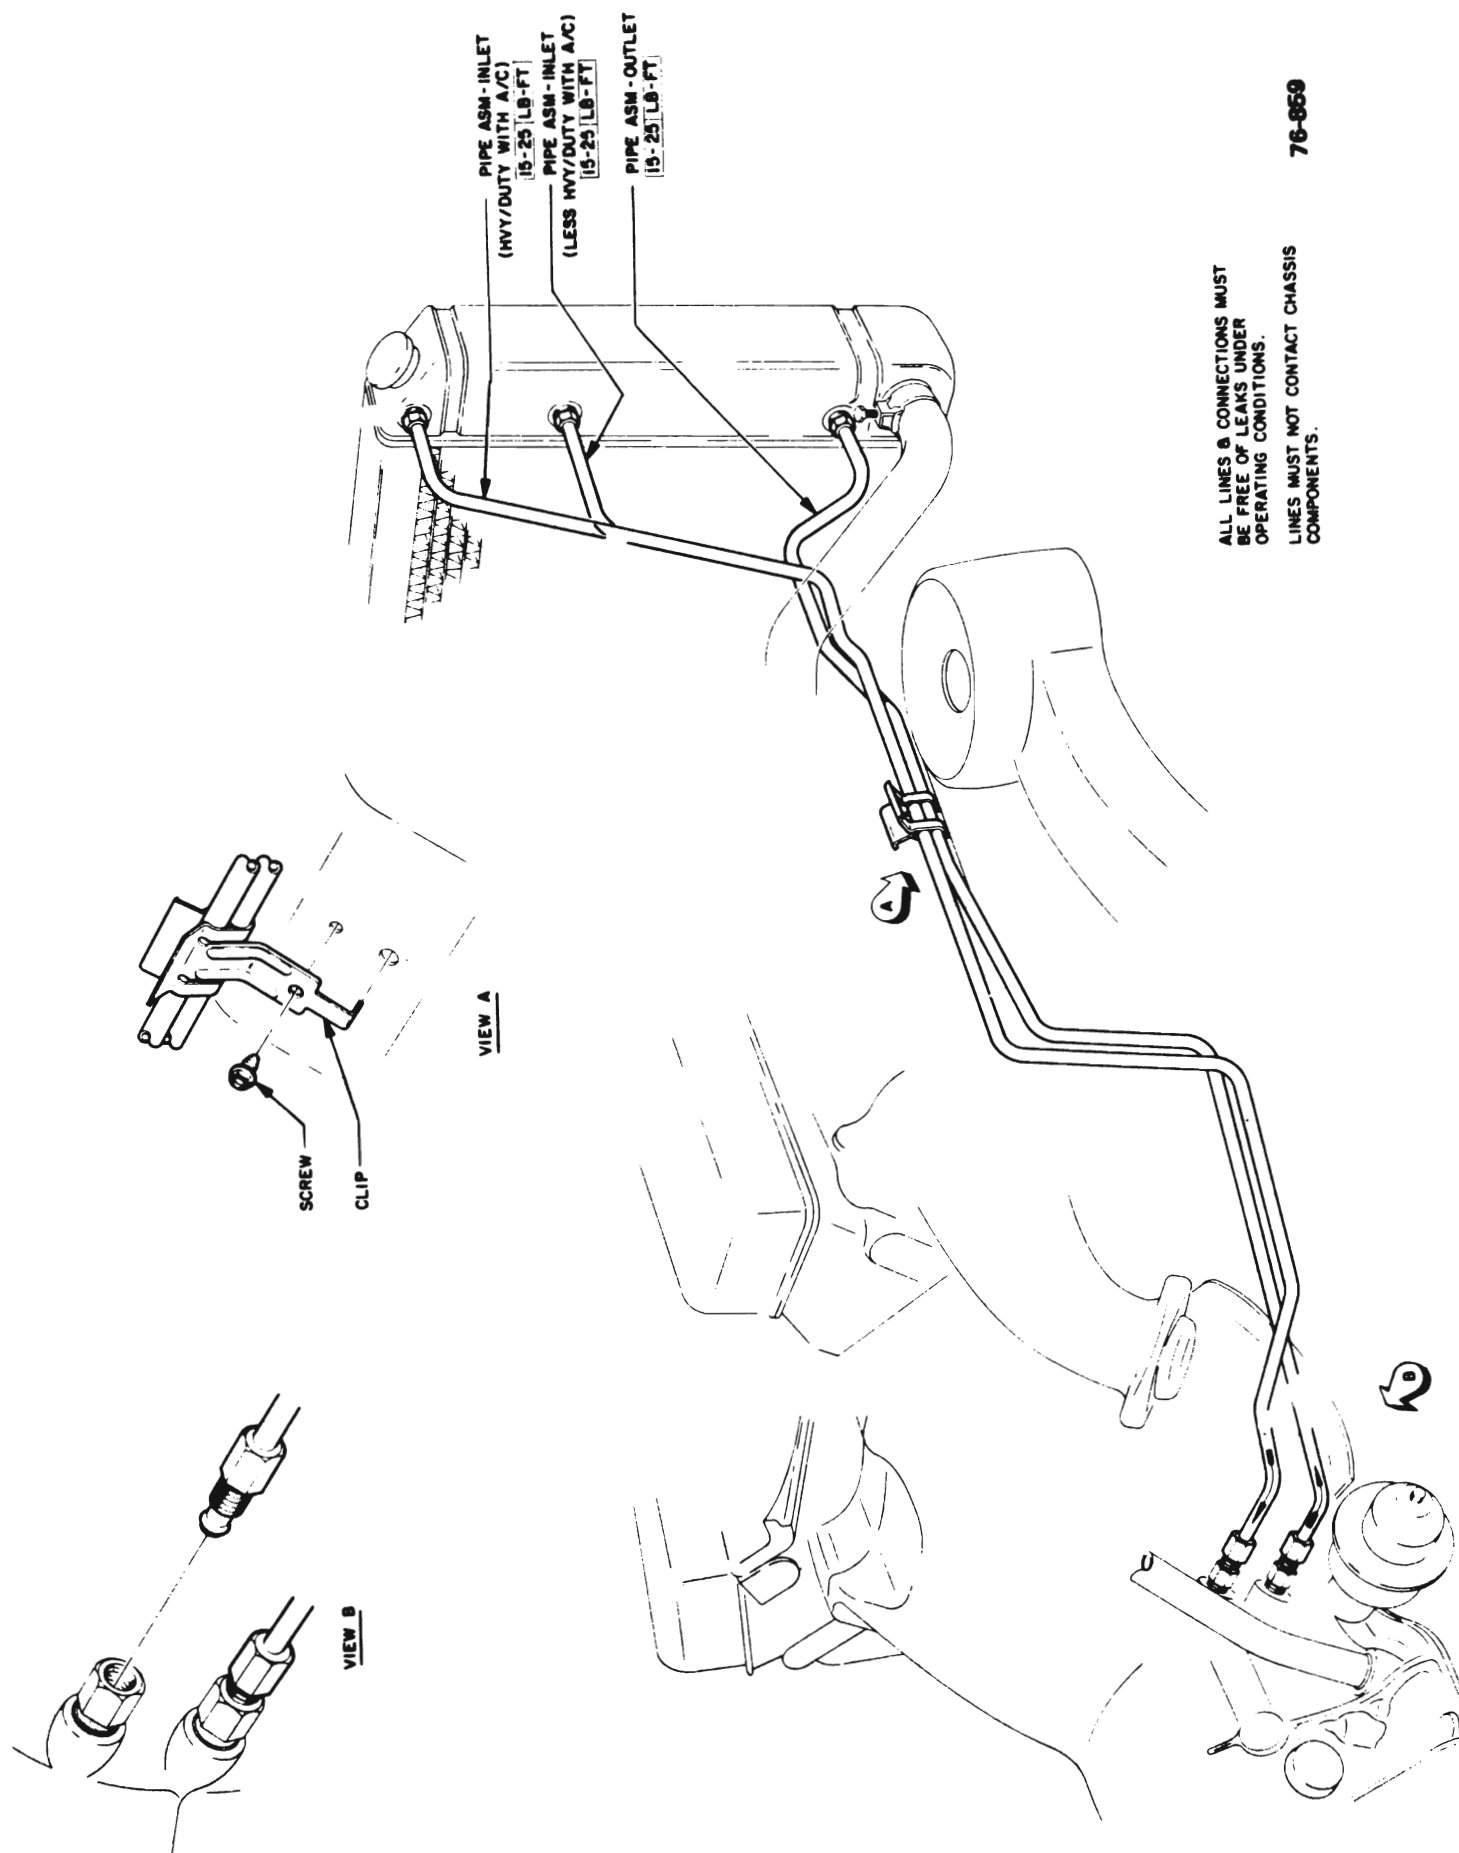 PIPE ASM-INLET
(HVY/DUTY WITH A/C)
15-25 LB-FT
PIPE ASM-INLET
(LESS HVY/DUTY WITH A/C)
15-25 LB-FT
PIPE ASM-OUTLET
15-25 LB-FT
SCREW
CLIP
VIEW A
A
VIEW B
B
ALL LINES & CONNECTIONS MUST
BE FREE OF LEAKS UNDER
OPERATING CONDITIONS.
LINES MUST NOT CONTACT CHASSIS
COMPONENTS.
76-859